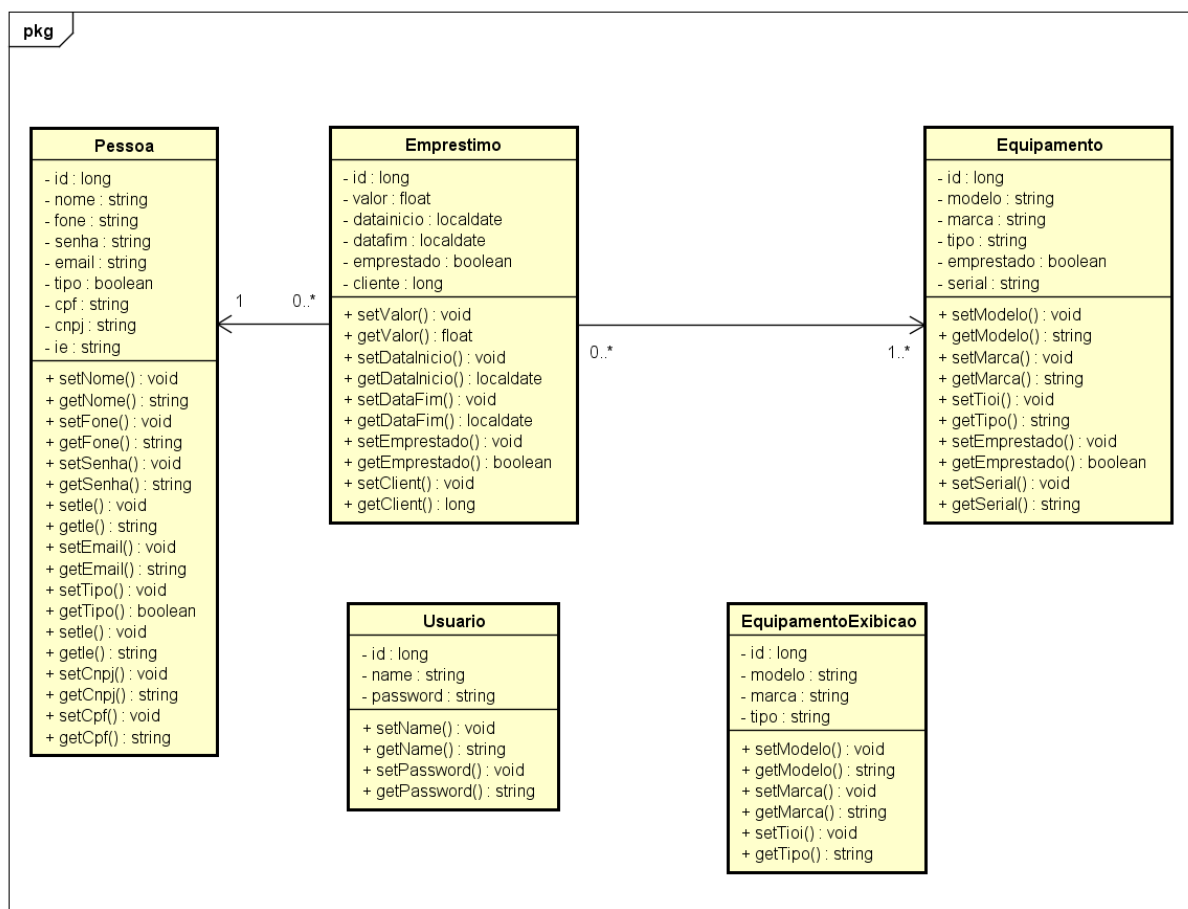 pkg
Pessoa
- id : long
- nome : string
- fone : string
- senha : string
- email : string
- tipo : boolean
- cpf : string
- cnpj : string
- ie : string
+ setNome() : void
+ getNome() : string
+ setFone() : void
+ getFone() : string
+ setSenha() : void
+ getSenha() : string
+ setIe() : void
+ getIe() : string
+ setEmail() : void
+ getEmail() : string
+ setTipo() : void
+ getTipo() : boolean
+ setIe() : void
+ getIe() : string
+ setCnpj() : void
+ getCnpj() : string
+ setCpf() : void
+ getCpf() : string
1
0..*
Emprestimo
- id : long
- valor : float
- datainicio : localdate
- datafim : localdate
- emprestado : boolean
- cliente : long
+ setValor() : void
+ getValor() : float
+ setDataInicio() : void
+ getDataInicio() : localdate
+ setDataFim() : void
+ getDataFim() : localdate
+ setEmprestado() : void
+ getEmprestado() : boolean
+ setClient() : void
+ getClient() : long
0..*
1..*
Equipamento
- id : long
- modelo : string
- marca : string
- tipo : string
- emprestado : boolean
- serial : string
+ setModelo() : void
+ getModelo() : string
+ setMarca() : void
+ getMarca() : string
+ setTioi() : void
+ getTipo() : string
+ setEmprestado() : void
+ getEmprestado() : boolean
+ setSerial() : void
+ getSerial() : string
Usuario
- id : long
- name : string
- password : string
+ setName() : void
+ getName() : string
+ setPassword() : void
+ getPassword() : string
EquipamentoExibicao
- id : long
- modelo : string
- marca : string
- tipo : string
+ setModelo() : void
+ getModelo() : string
+ setMarca() : void
+ getMarca() : string
+ setTioi() : void
+ getTipo() : string